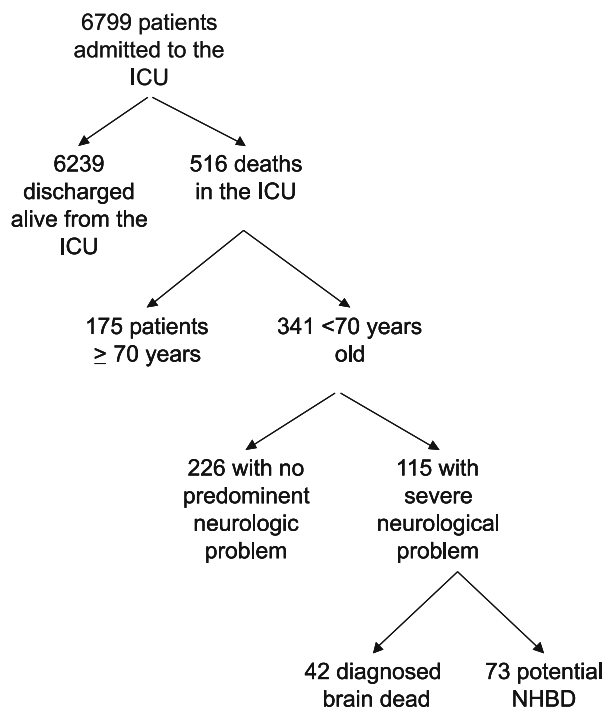 6799 patients
admitted to the
ICU
6239
discharged
alive from the
ICU
516 deaths
in the ICU
175 patients
≥ 70 years
341 <70 years
old
226 with no
predominent
neurologic
problem
115 with
severe
neurological
problem
42 diagnosed
brain dead
73 potential
NHBD